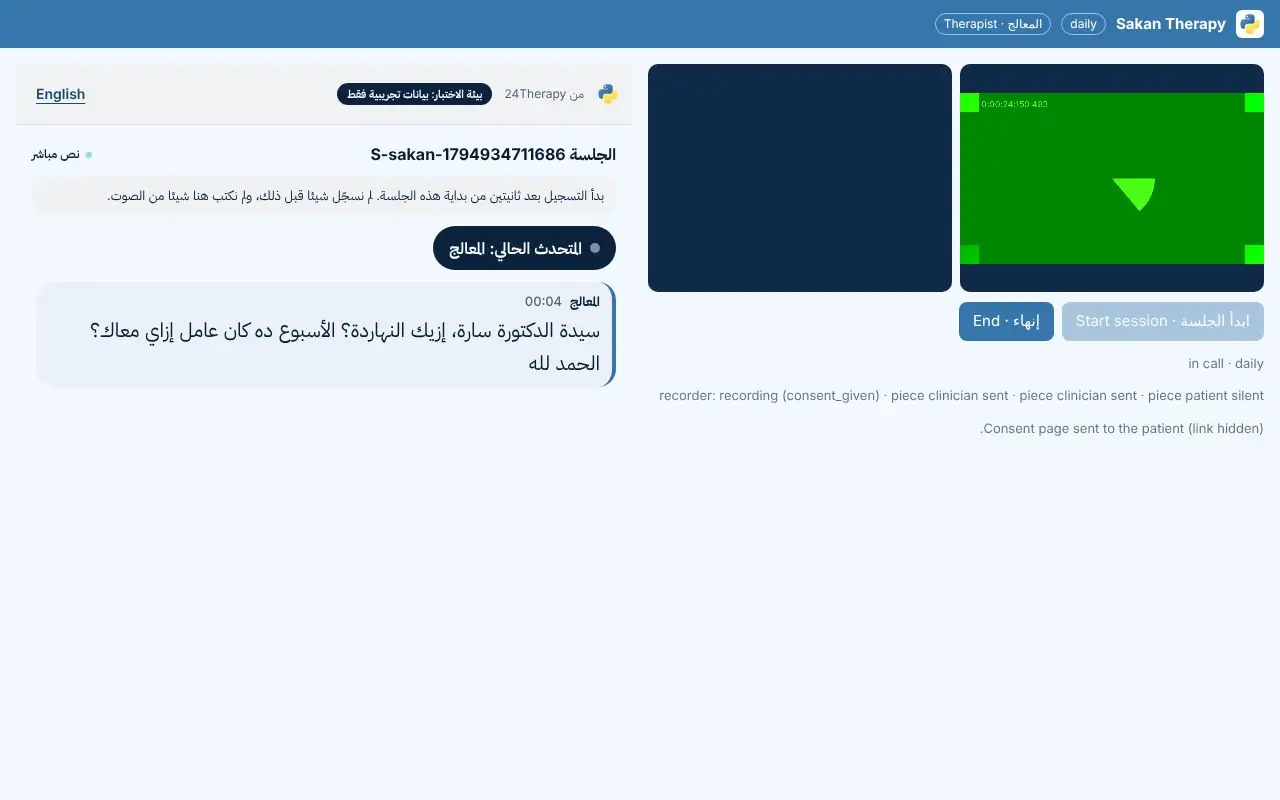 Sakan Therapy
daily
Therapist · المعالج
0:00:24:150 483
ابدأ الجلسة · Start session
إنهاء · End
in call · daily
recorder: recording (consent_given) · piece clinician sent · piece clinician sent · piece patient silent
Consent page sent to the patient (link hidden).
من 24Therapy
بيئة الاختبار: بيانات تجريبية فقط
English
الجلسة S-sakan-1794934711686
نص مباشر
بدأ التسجيل بعد ثانيتين من بداية هذه الجلسة. لم نسجّل شيئا قبل ذلك، ولم نكتب هنا شيئا من الصوت.
المتحدث الحالي: المعالج
المعالج 00:04
سيدة الدكتورة سارة، إزيك النهاردة؟ الأسبوع ده كان عامل إزاي معاك؟
الحمد لله